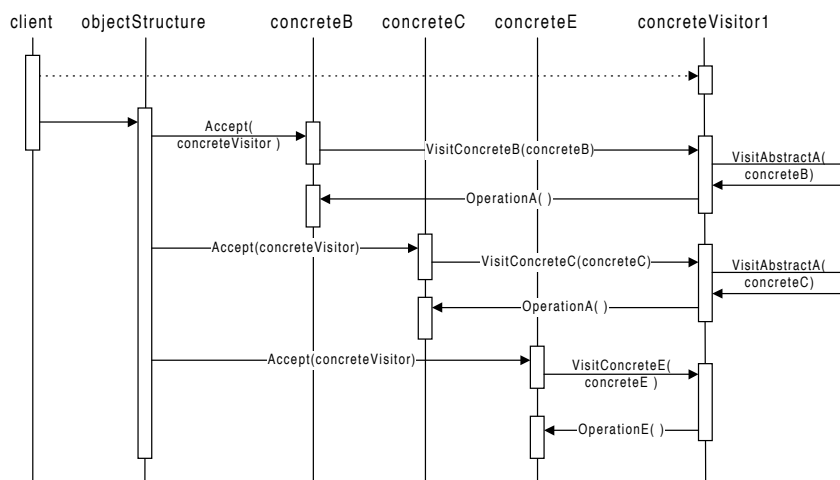 client objectStructure concreteB concreteC concreteE concreteVisitor1
Accept(
concreteVisitor )
VisitConcreteB(concreteB)
VisitAbstractA(
concreteB)
OperationA( )
Accept(concreteVisitor)
VisitConcreteC(concreteC)
VisitAbstractA(
concreteC)
OperationA( )
Accept(concreteVisitor)
VisitConcreteE(
concreteE )
OperationE( )